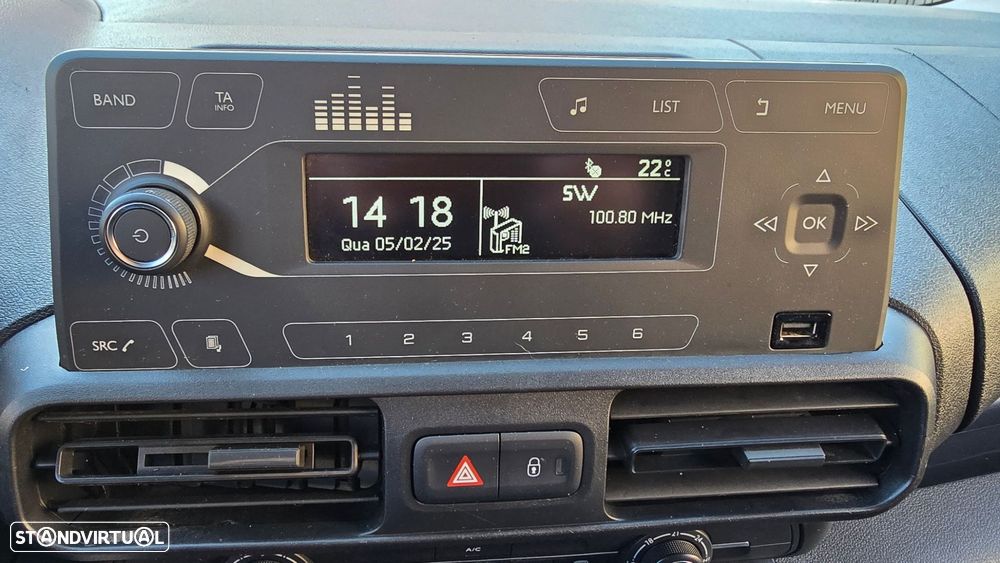 BAND
TA
INFO
LIST
MENU
22°C
14 18
SW
100.80 MHz
Qua 05/02/25
FM2
OK
SRC
1 2 3 4 5 6
A/C
STANDVIRTUAL